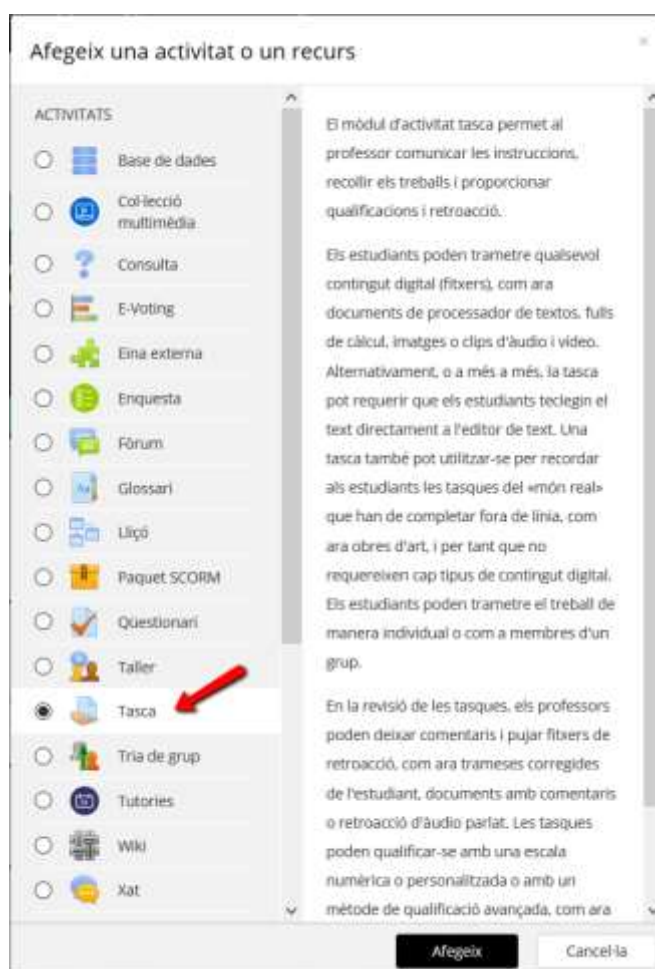 Afegeix una activitat o un recurs
×
ACTIVITATS
Base de dades
Col·lecció
multimèdia
Consulta
E-Voting
Eina externa
Enquesta
Fòrum
Glossari
Lliçó
Paquet SCORM
Qüestionari
Taller
Tasca
Tria de grup
Tutories
Wiki
Xat
El mòdul d'activitat tasca permet al
professor comunicar les instruccions,
recollir els treballs i proporcionar
qualificacions i retroacció.
Els estudiants poden trametre qualsevol
contingut digital (fitxers), com ara
documents de processador de textos, fulls
de càlcul, imatges o clips d'àudio i vídeo.
Alternativament, o a més a més, la tasca
pot requerir que els estudiants teclegin el
text directament a l'editor de text. Una
tasca també pot utilitzar-se per recordar
als estudiants les tasques del «món real»
que han de completar fora de línia, com
ara obres d'art, i per tant que no
requereixen cap tipus de contingut digital.
Els estudiants poden trametre el treball de
manera individual o com a membres d'un
grup.
En la revisió de les tasques, els professors
poden deixar comentaris i pujar fitxers de
retroacció, com ara trameses corregides
de l'estudiant, documents amb comentaris
o retroacció d'àudio parlat. Les tasques
poden qualificar-se amb una escala
numèrica o personalitzada o amb un
mètode de qualificació avançada, com ara
Afegeix
Cancel·la